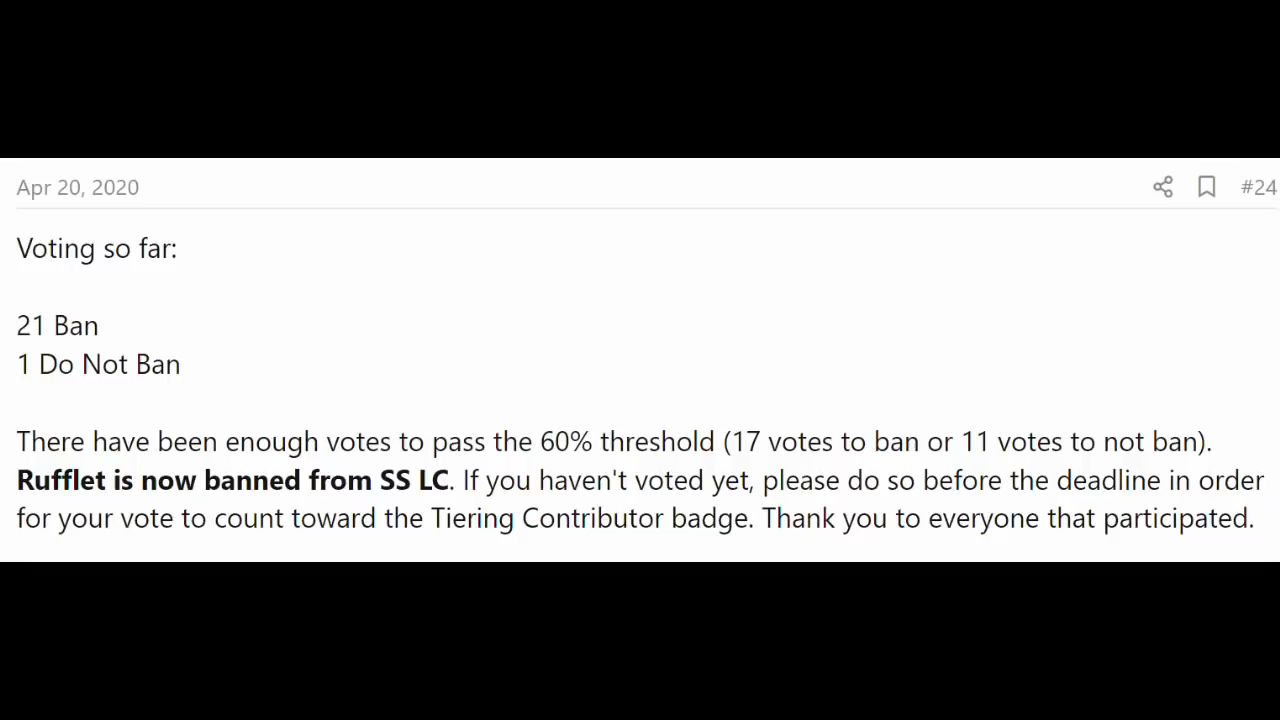 Apr 20, 2020
#24
Voting so far:
21 Ban
1 Do Not Ban
There have been enough votes to pass the 60% threshold (17 votes to ban or 11 votes to not ban).
Rufflet is now banned from SS LC. If you haven't voted yet, please do so before the deadline in order
for your vote to count toward the Tiering Contributor badge. Thank you to everyone that participated.